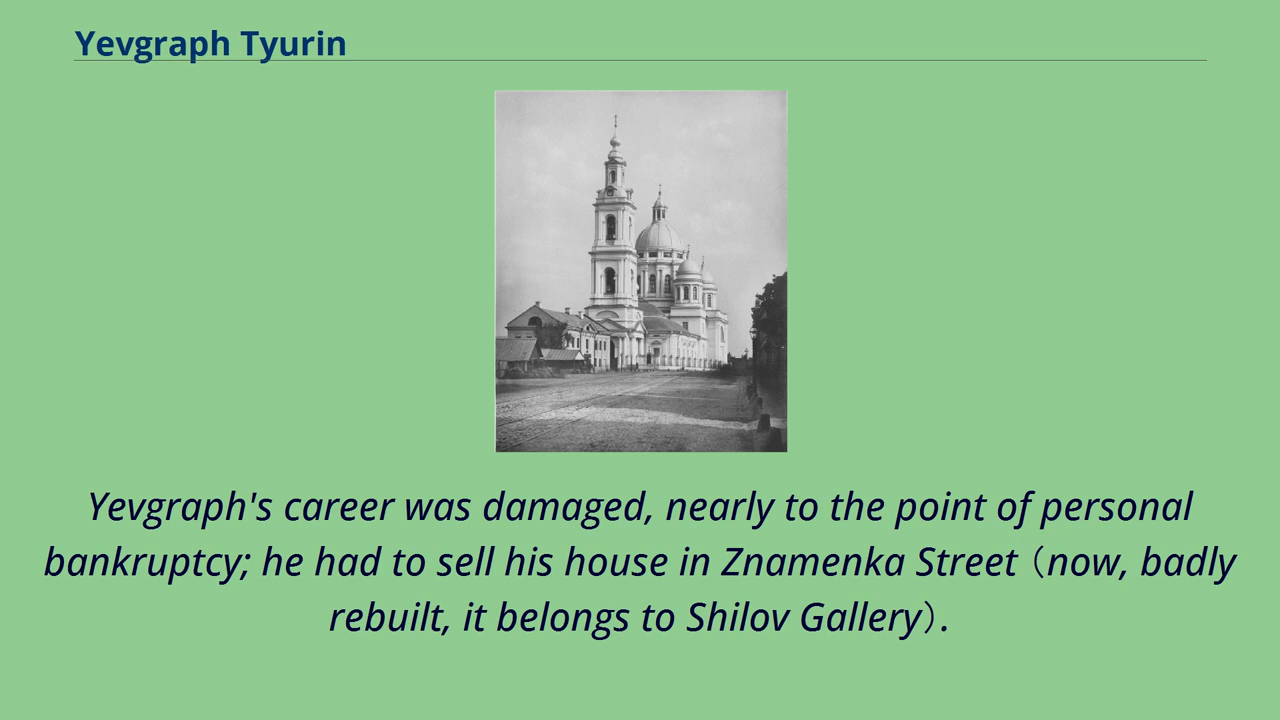 Yevgraph Tyurin
Yevgraph's career was damaged, nearly to the point of personal
bankruptcy; he had to sell his house in Znamenka Street（now, badly
rebuilt, it belongs to Shilov Gallery）.